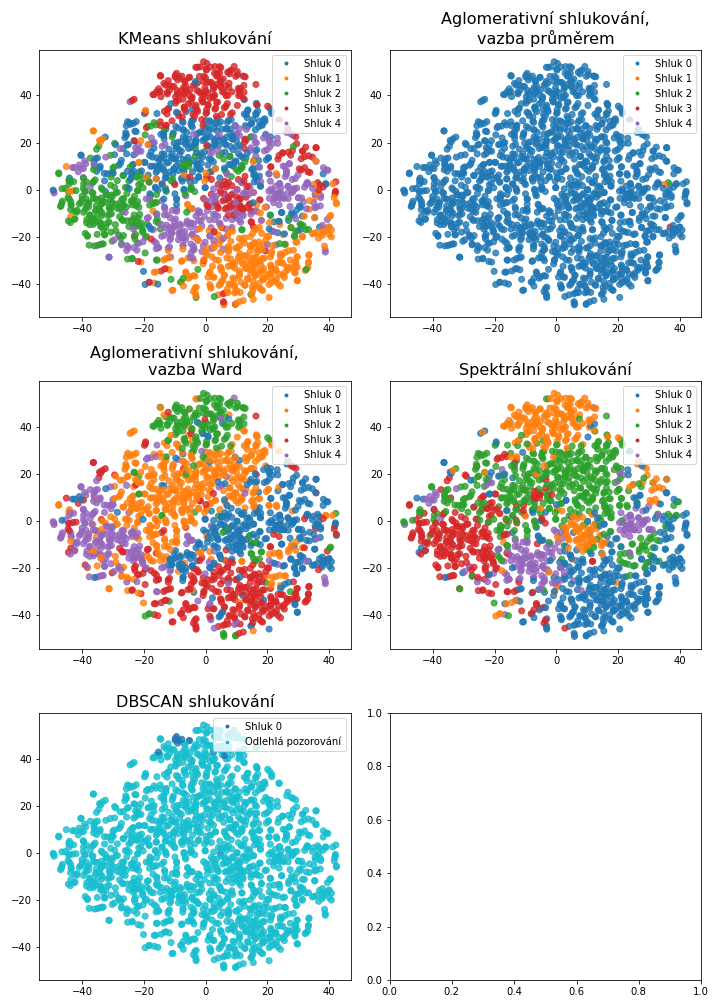 KMeans shlukování
Shluk 0
Shluk 1
Shluk 2
Shluk 3
Shluk 4
40
20
0
−20
−40
−40
−20
0
20
40
Aglomerativní shlukování,
vazba průměrem
Shluk 0
Shluk 1
Shluk 2
Shluk 3
Shluk 4
40
20
0
−20
−40
−40
−20
0
20
40
Aglomerativní shlukování,
vazba Ward
Shluk 0
Shluk 1
Shluk 2
Shluk 3
Shluk 4
40
20
0
−20
−40
−40
−20
0
20
40
Spektrální shlukování
Shluk 0
Shluk 1
Shluk 2
Shluk 3
Shluk 4
40
20
0
−20
−40
−40
−20
0
20
40
DBSCAN shlukování
Shluk 0
Odlehlá pozorování
40
20
0
−20
−40
−40
−20
0
20
40
1.0
0.8
0.6
0.4
0.2
0.0
0.0
0.2
0.4
0.6
0.8
1.0